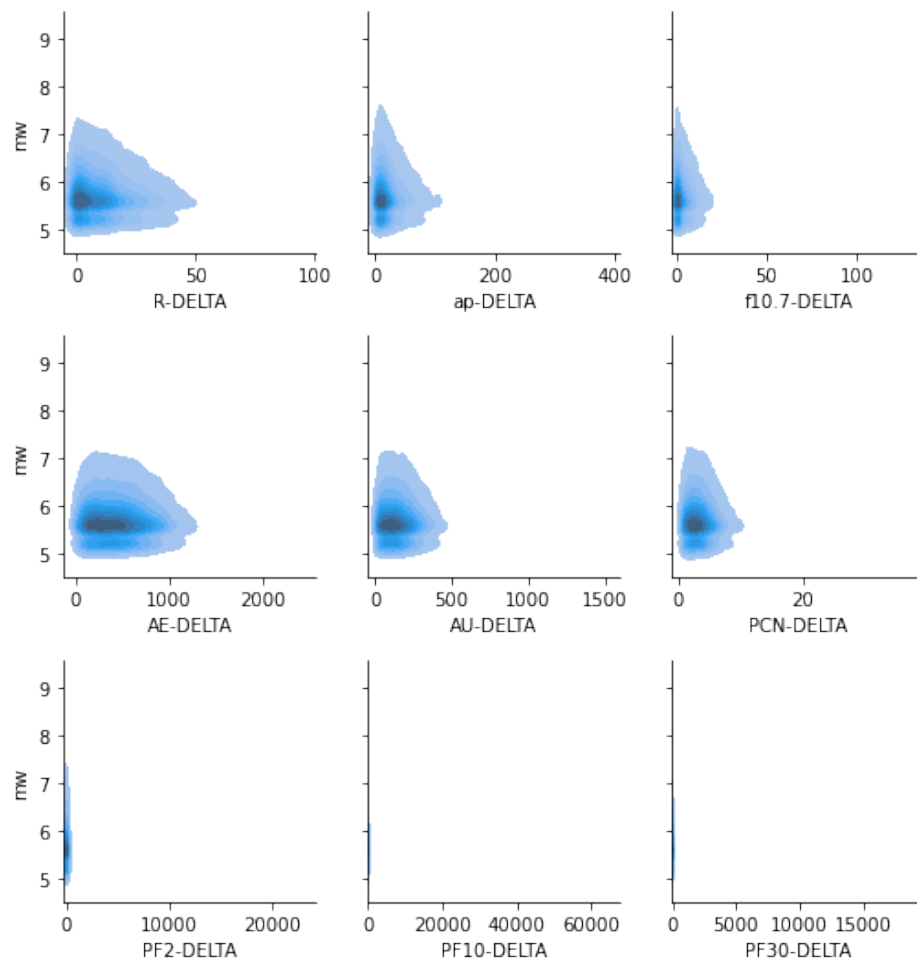 9
8
7
6
5
mw
0 50 100
R-DELTA
0 200 400
ap-DELTA
0 50 100
f10.7-DELTA
9
8
7
6
5
mw
0 1000 2000
AE-DELTA
0 500 1000 1500
AU-DELTA
0 20
PCN-DELTA
9
8
7
6
5
mw
0 10000 20000
PF2-DELTA
0 20000 40000 60000
PF10-DELTA
0 5000 10000 15000
PF30-DELTA